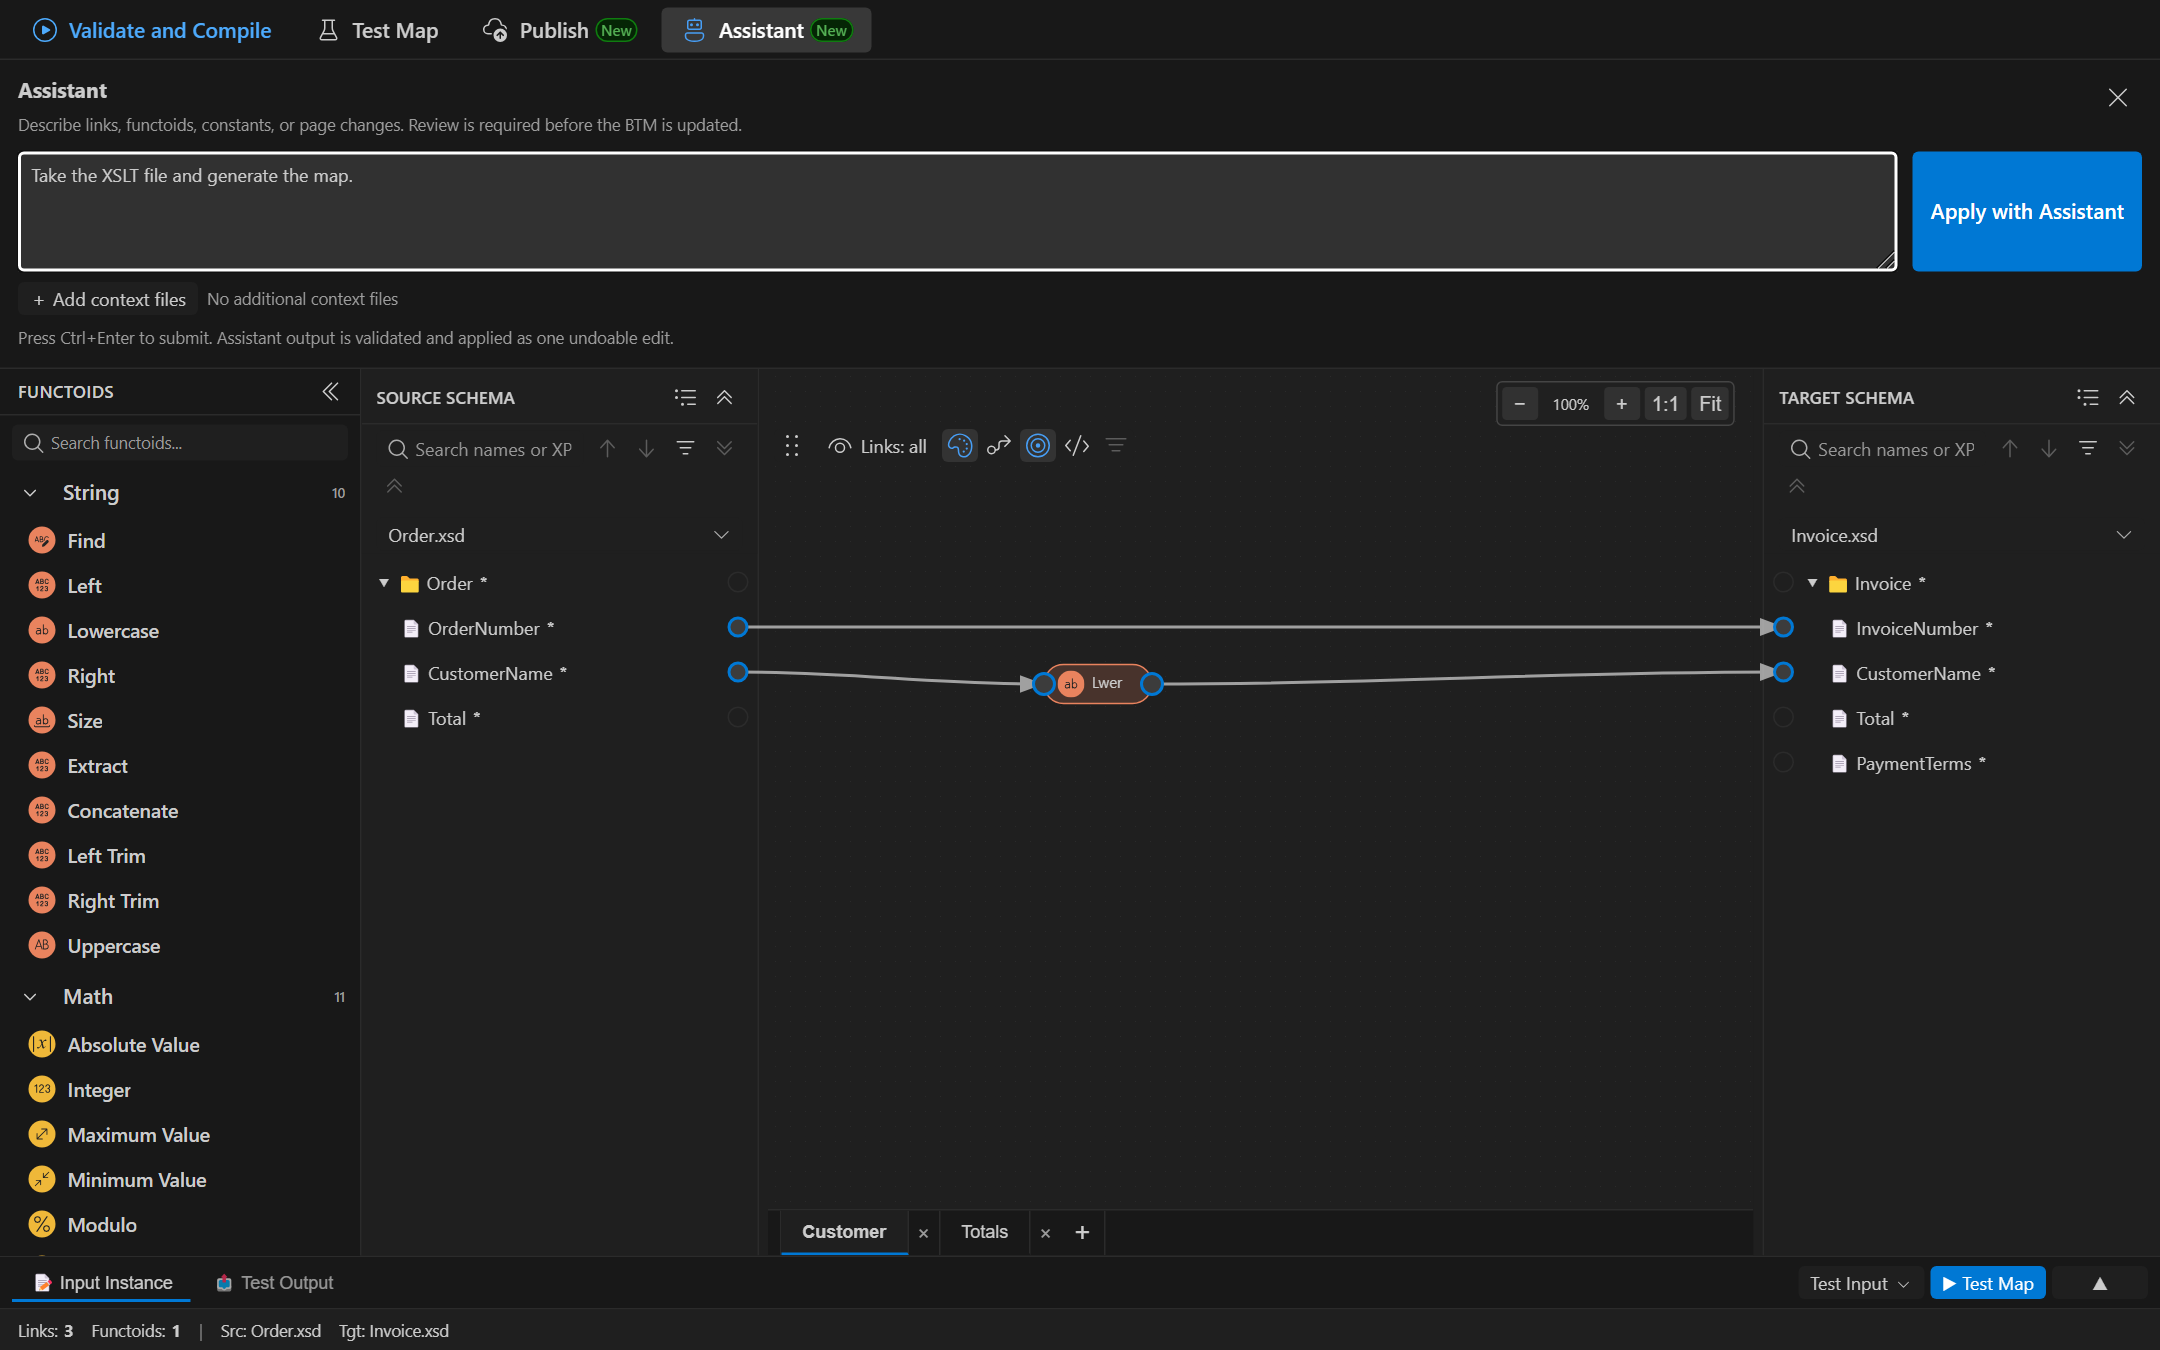 Validate and Compile
Test Map
Publish New
Assistant New
Assistant
Describe links, functoids, constants, or page changes. Review is required before the BTM is updated.
Take the XSLT file and generate the map.
Apply with Assistant
+ Add context files
No additional context files
Press Ctrl+Enter to submit. Assistant output is validated and applied as one undoable edit.
FUNCTOIDS
Search functoids...
String 10
Find
Left
Lowercase
Right
Size
Extract
Concatenate
Left Trim
Right Trim
Uppercase
Math 11
Absolute Value
Integer
Maximum Value
Minimum Value
Modulo
SOURCE SCHEMA
Search names or XP
Order.xsd
Order *
OrderNumber *
CustomerName *
Total *
Links: all
− 100% + 1:1 Fit
ab Lwer
Customer × Totals × +
TARGET SCHEMA
Search names or XP
Invoice.xsd
Invoice *
InvoiceNumber *
CustomerName *
Total *
PaymentTerms *
Input Instance
Test Output
Test Input
Test Map
Links: 3 Functoids: 1 | Src: Order.xsd Tgt: Invoice.xsd